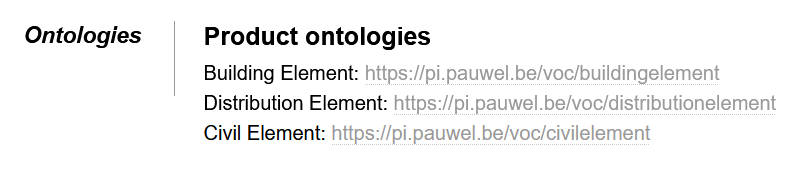 Ontologies
Product ontologies
Building Element: https://pi.pauwel.be/voc/buildingelement
Distribution Element: https://pi.pauwel.be/voc/distributionelement
Civil Element: https://pi.pauwel.be/voc/civilelement